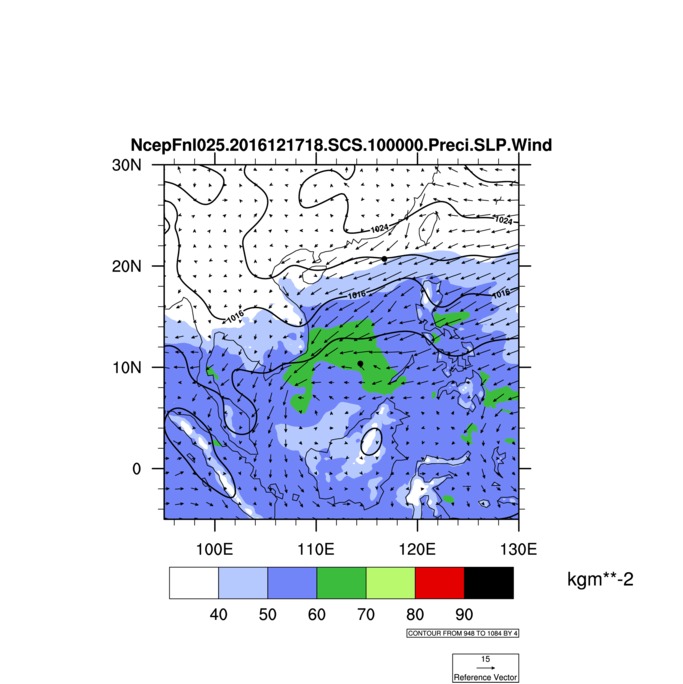 NcepFnl025.2016121718.SCS.100000.Preci.SLP.Wind
30N
20N
10N
0
1024
1024
1016
1016
1016
100E 110E 120E 130E
kgm**-2
40 50 60 70 80 90
CONTOUR FROM 948 TO 1084 BY 4
15
Reference Vector